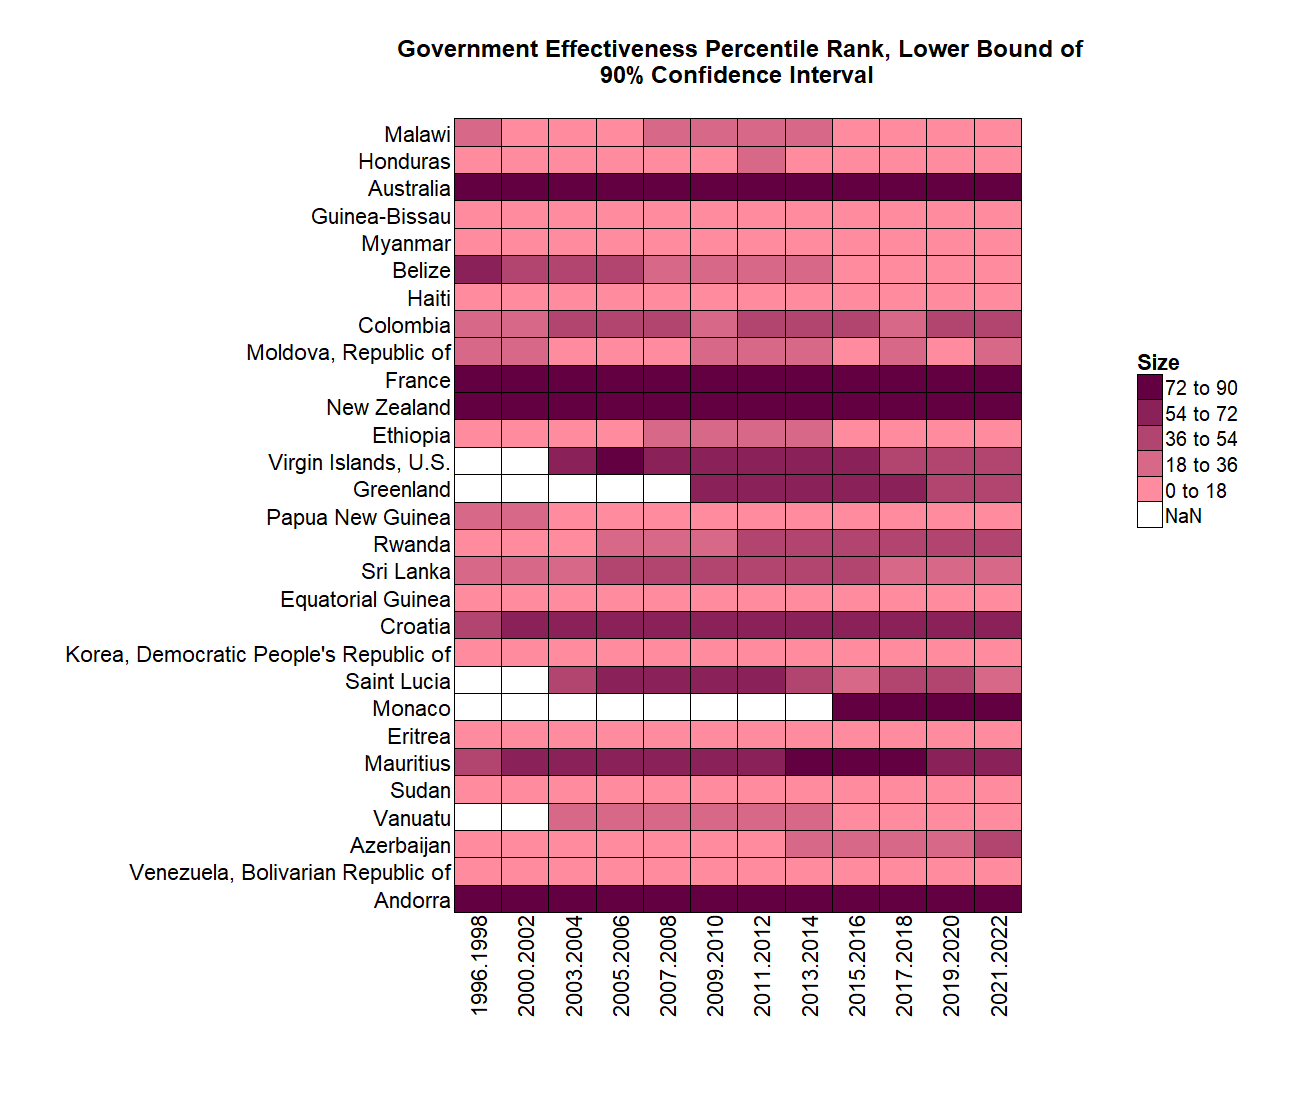 Government Effectiveness Percentile Rank, Lower Bound of
90% Confidence Interval
Malawi
Honduras
Australia
Guinea-Bissau
Myanmar
Belize
Haiti
Colombia
Moldova, Republic of
France
New Zealand
Ethiopia
Virgin Islands, U.S.
Greenland
Papua New Guinea
Rwanda
Sri Lanka
Equatorial Guinea
Croatia
Korea, Democratic People's Republic of
Saint Lucia
Monaco
Eritrea
Mauritius
Sudan
Vanuatu
Azerbaijan
Venezuela, Bolivarian Republic of
Andorra
1996.1998
2000.2002
2003.2004
2005.2006
2007.2008
2009.2010
2011.2012
2013.2014
2015.2016
2017.2018
2019.2020
2021.2022
Size
72 to 90
54 to 72
36 to 54
18 to 36
0 to 18
NaN